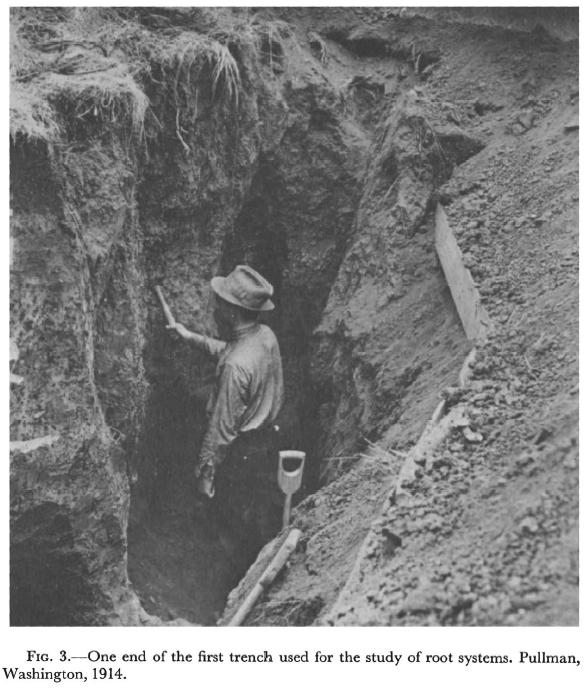 FIG. 3.—One end of the first trench used for the study of root systems. Pullman,
Washington, 1914.